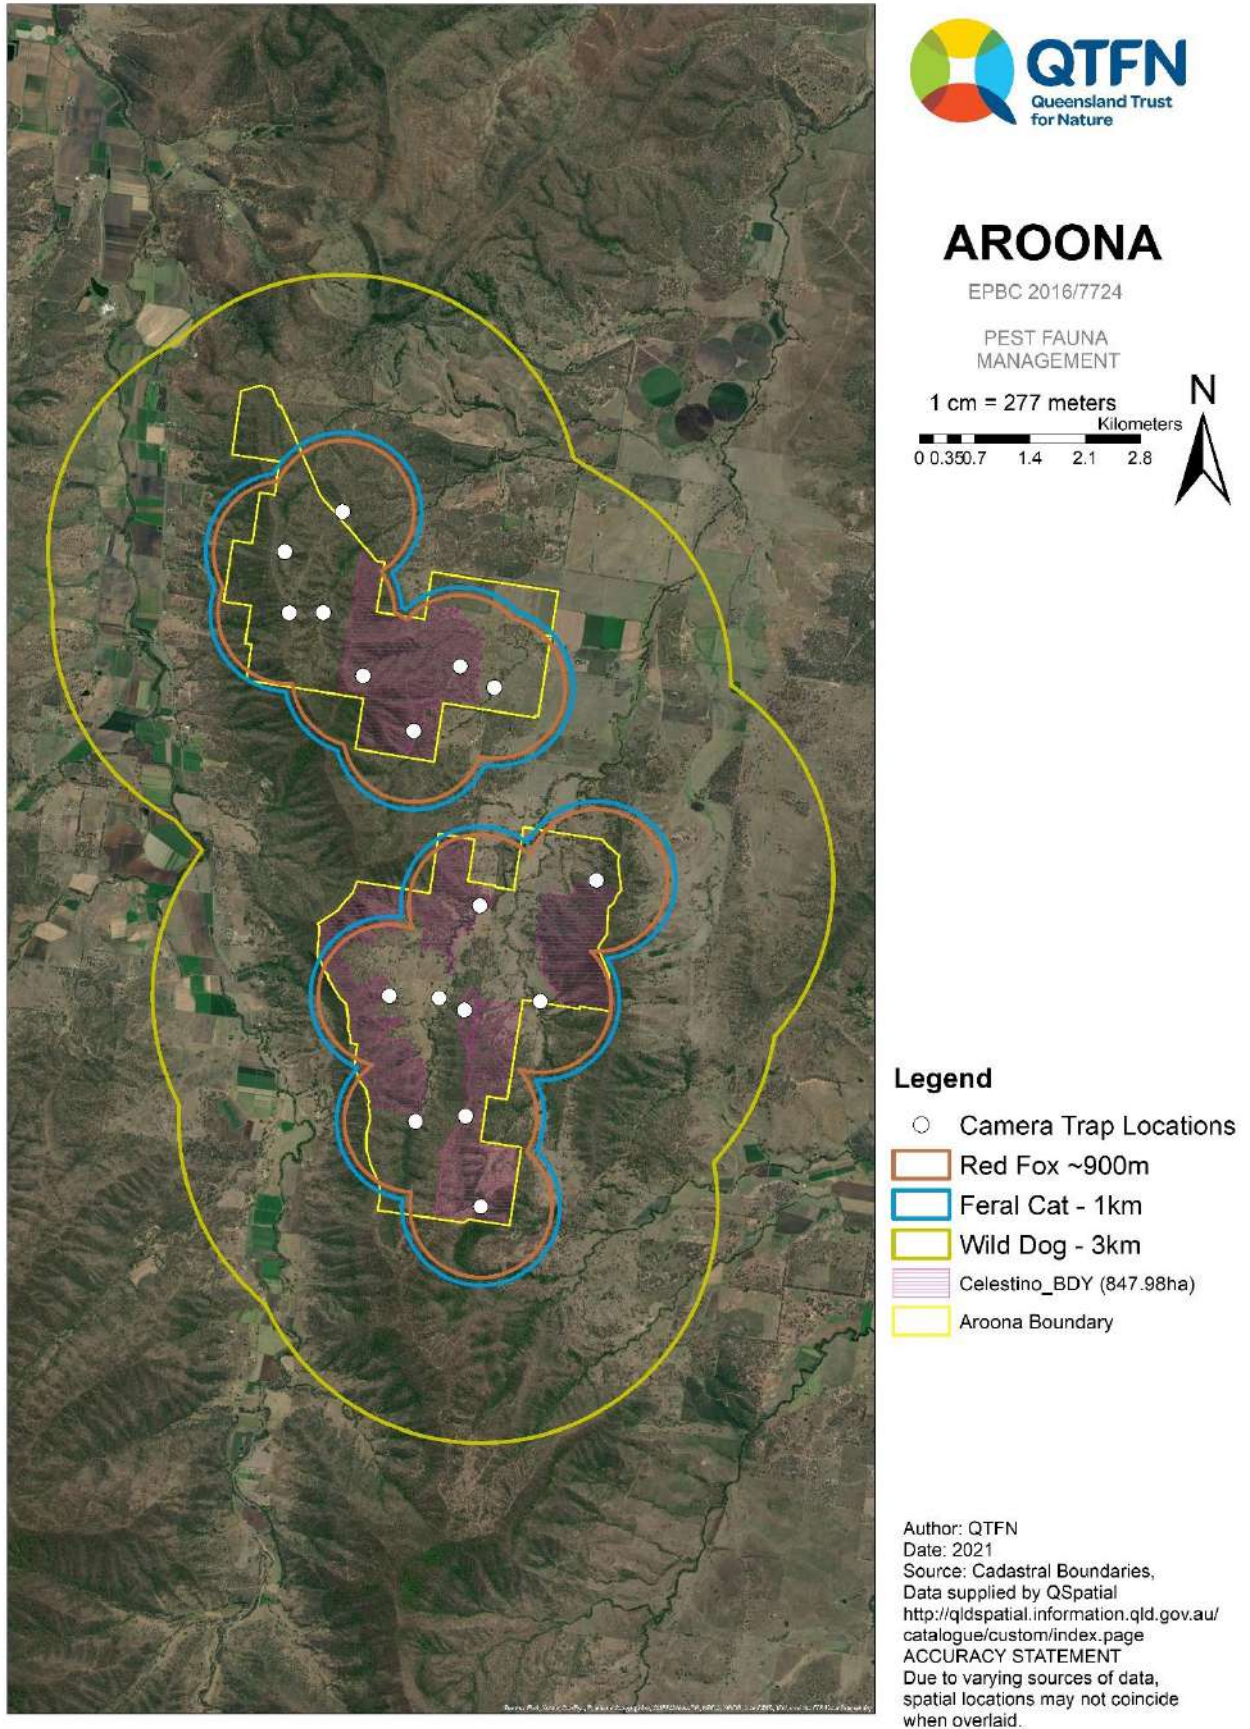 QTFN
Queensland Trust
for Nature
AROONA
EPBC 2016/7724
PEST FAUNA
MANAGEMENT
N
1 cm = 277 meters
Kilometers
0 0.35 0.7 1.4 2.1 2.8
Legend
Camera Trap Locations
Red Fox ~900m
Feral Cat - 1km
Wild Dog - 3km
Celestino_BDY (847.98ha)
Aroona Boundary
Author: QTFN
Date: 2021
Source: Cadastral Boundaries,
Data supplied by QSpatial
http://qldspatial.information.qld.gov.au/
catalogue/custom/index.page
ACCURACY STATEMENT
Due to varying sources of data,
spatial locations may not coincide
when overlaid.